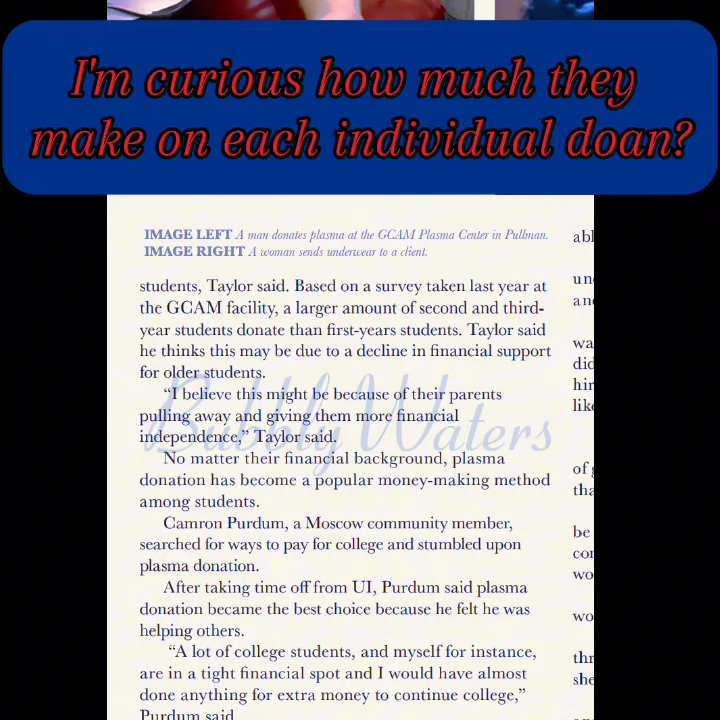 I'm curious how much they
make on each individual doan?
IMAGE LEFT A man donates plasma at the GCAM Plasma Center in Pullman.
IMAGE RIGHT A woman sends underwear to a client.
students, Taylor said. Based on a survey taken last year at
the GCAM facility, a larger amount of second and third-
year students donate than first-years students. Taylor said
he thinks this may be due to a decline in financial support
for older students.
“I believe this might be because of their parents
pulling away and giving them more financial
independence,” Taylor said.
No matter their financial background, plasma
donation has become a popular money-making method
among students.
Camron Purdum, a Moscow community member,
searched for ways to pay for college and stumbled upon
plasma donation.
After taking time off from UI, Purdum said plasma
donation became the best choice because he felt he was
helping others.
“A lot of college students, and myself for instance,
are in a tight financial spot and I would have almost
done anything for extra money to continue college,”
Purdum said.
Bubbly Waters